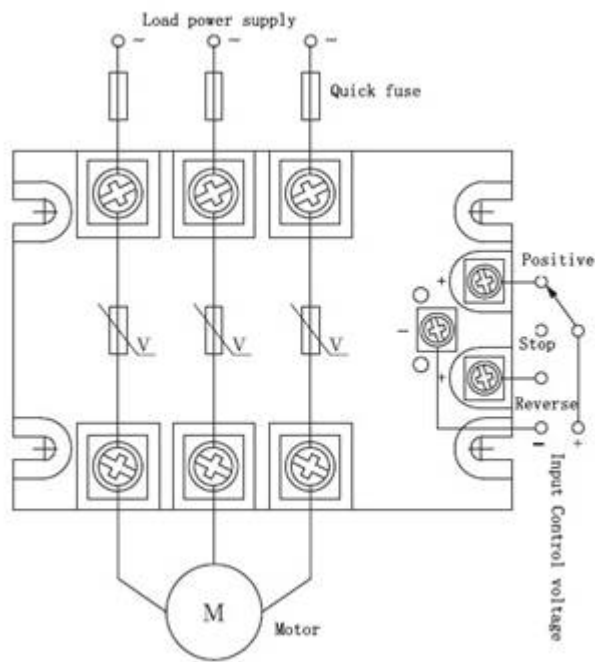 Load power supply
~ ~ ~
Quick fuse
Positive
+
V V V
-
Stop
+
Reverse
- +
Input Control voltage
M
Motor